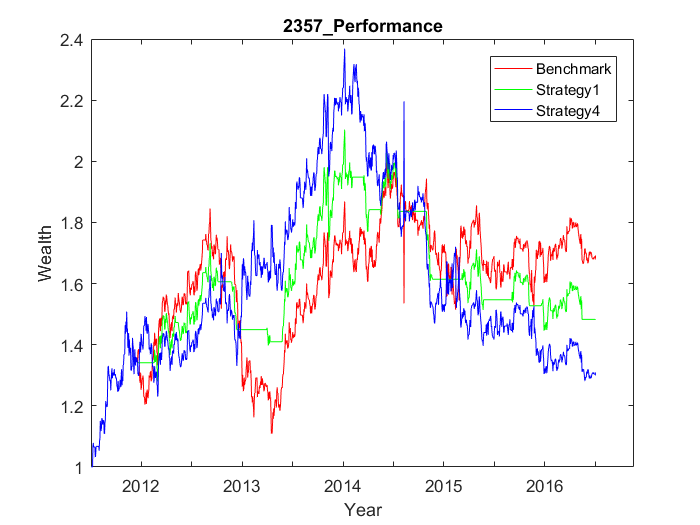 2357_Performance
2.4
2.2
2
1.8
1.6
1.4
1.2
1
Wealth
Benchmark
Strategy1
Strategy4
2012
2013
2014
2015
2016
Year